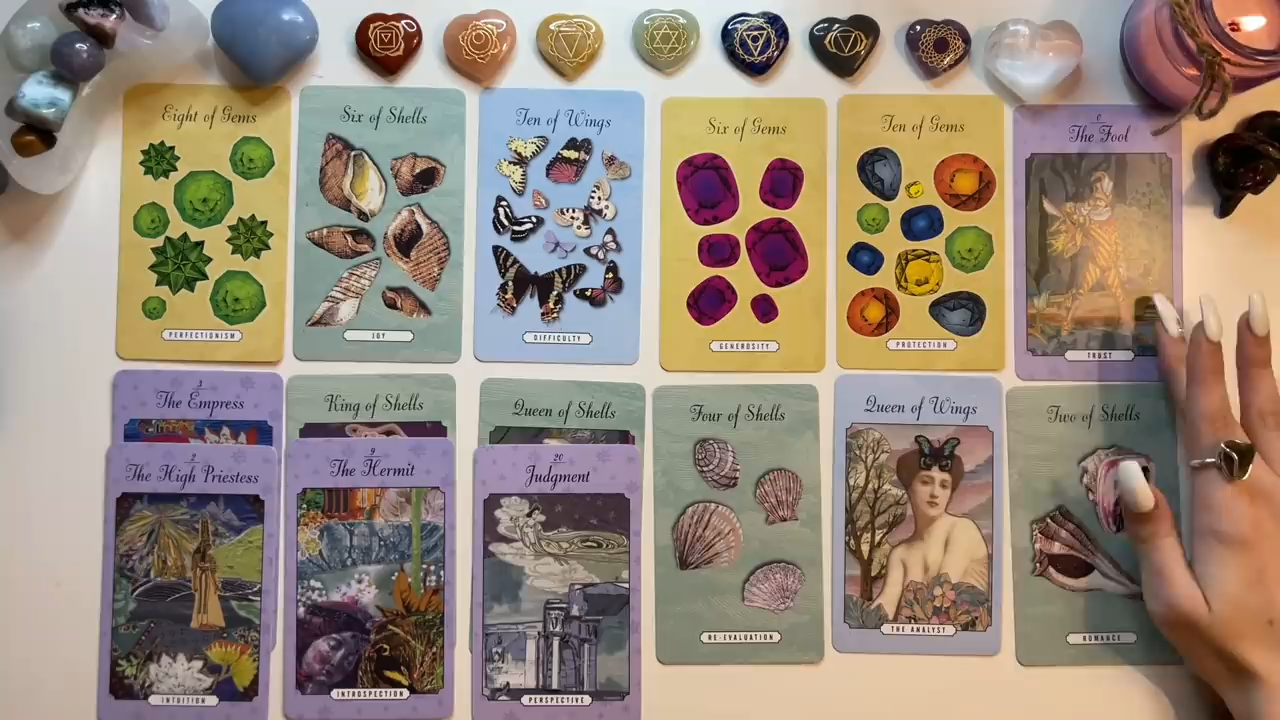 Eight of Gems
PERFECTIONISM
Six of Shells
JOY
Ten of Wings
DIFFICULTY
Six of Gems
GENEROSITY
Ten of Gems
PROTECTION
0
The Fool
TRUST
3
The Empress
2
The High Priestess
INTUITION
King of Shells
9
The Hermit
INTROSPECTION
Queen of Shells
20
Judgment
PERSPECTIVE
Four of Shells
RE-EVALUATION
Queen of Wings
THE ANALYST
Two of Shells
ROMANCE